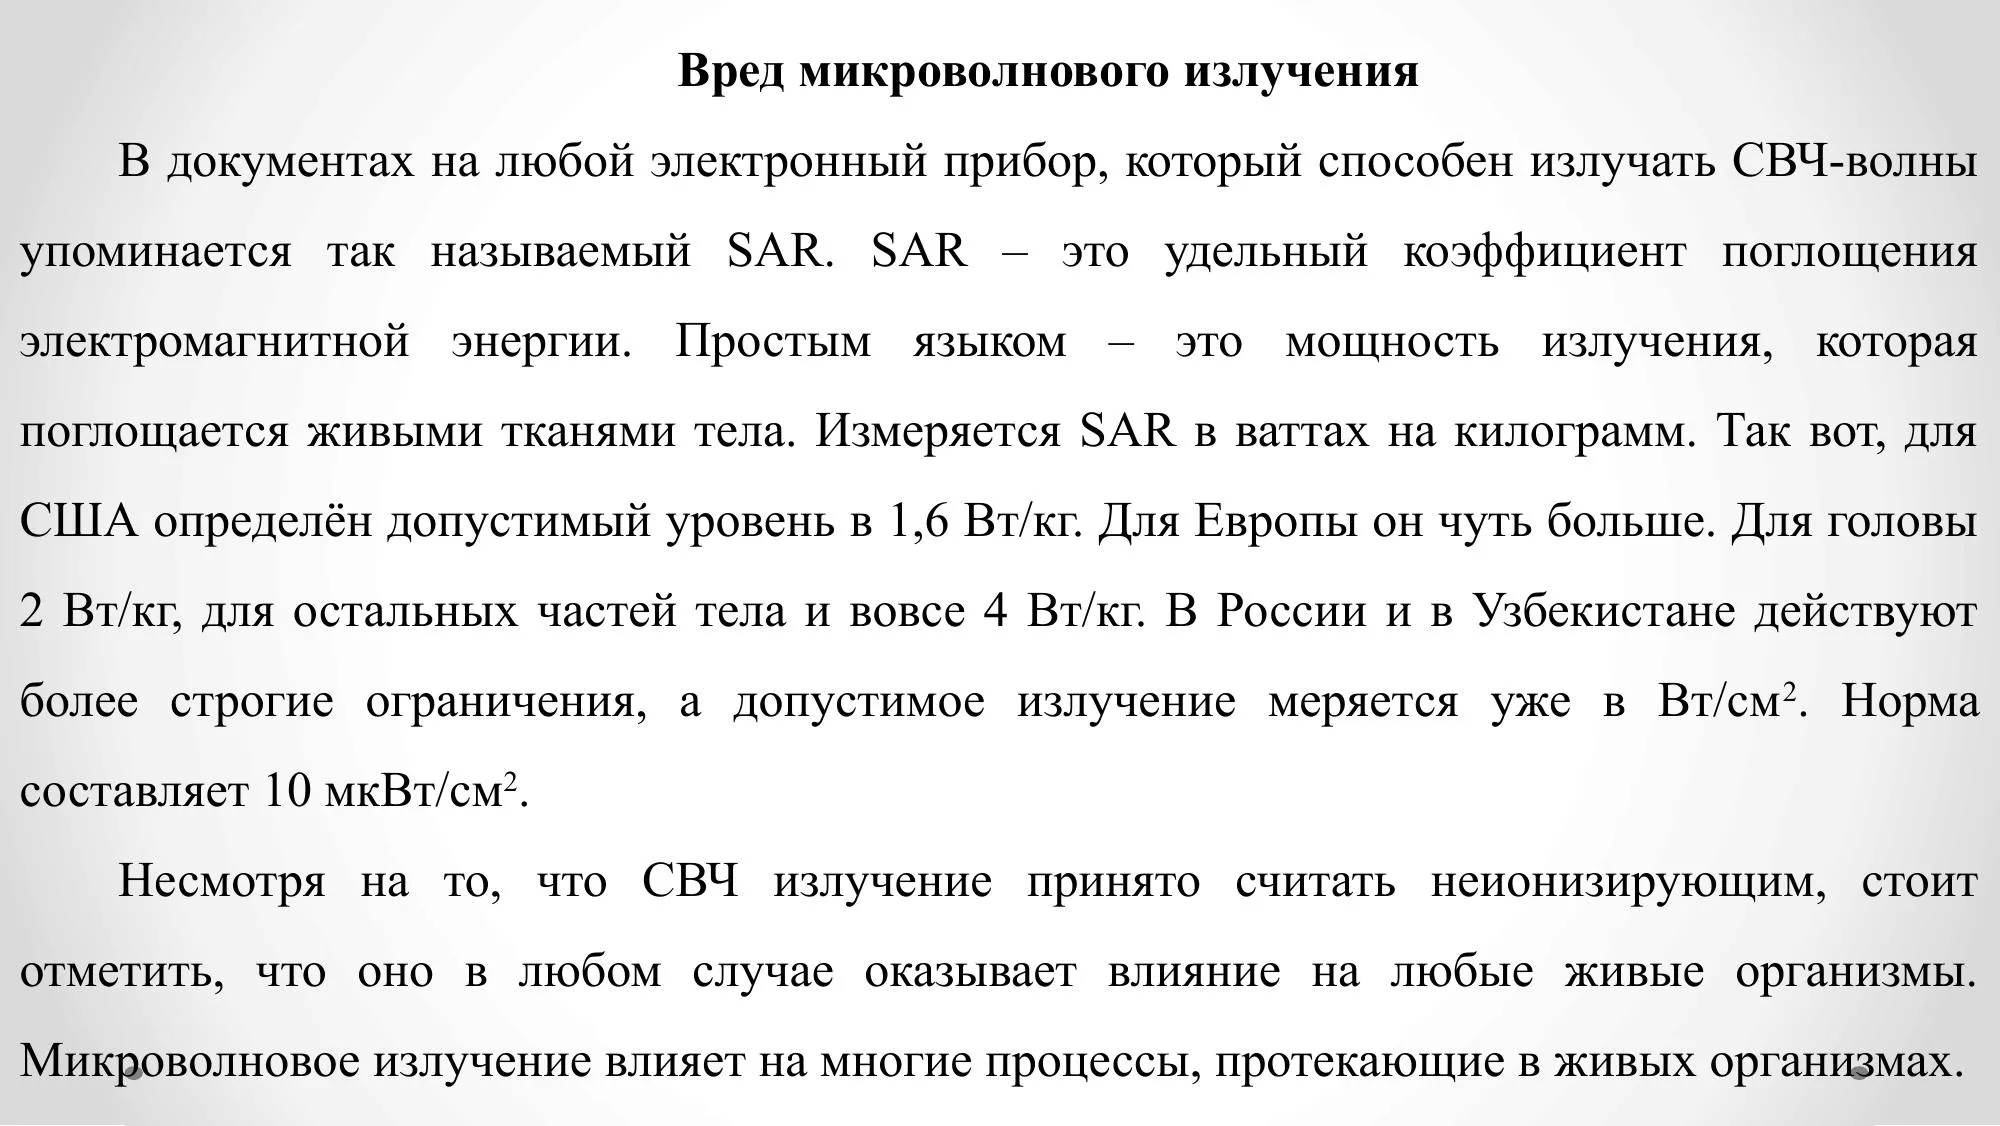 Вред микроволнового излучения
В документах на любой электронный прибор, который способен излучать СВЧ-волны
упоминается так называемый SAR. SAR – это удельный коэффициент поглощения
электромагнитной энергии. Простым языком – это мощность излучения, которая
поглощается живыми тканями тела. Измеряется SAR в ваттах на килограмм. Так вот, для
США определён допустимый уровень в 1,6 Вт/кг. Для Европы он чуть больше. Для головы
2 Вт/кг, для остальных частей тела и вовсе 4 Вт/кг. В России и в Узбекистане действуют
более строгие ограничения, а допустимое излучение меряется уже в Вт/см². Норма
составляет 10 мкВт/см².
Несмотря на то, что СВЧ излучение принято считать неионизирующим, стоит
отметить, что оно в любом случае оказывает влияние на любые живые организмы.
Микроволновое излучение влияет на многие процессы, протекающие в живых организмах.